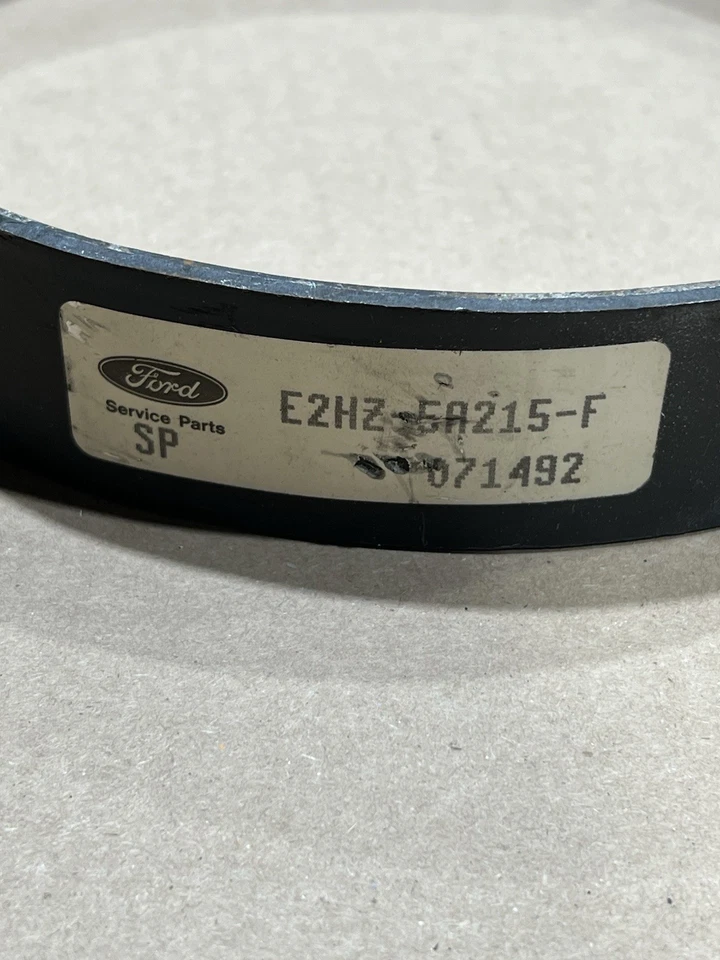 Ford
Service Parts
SP
E2HZ-5A215-F
071492